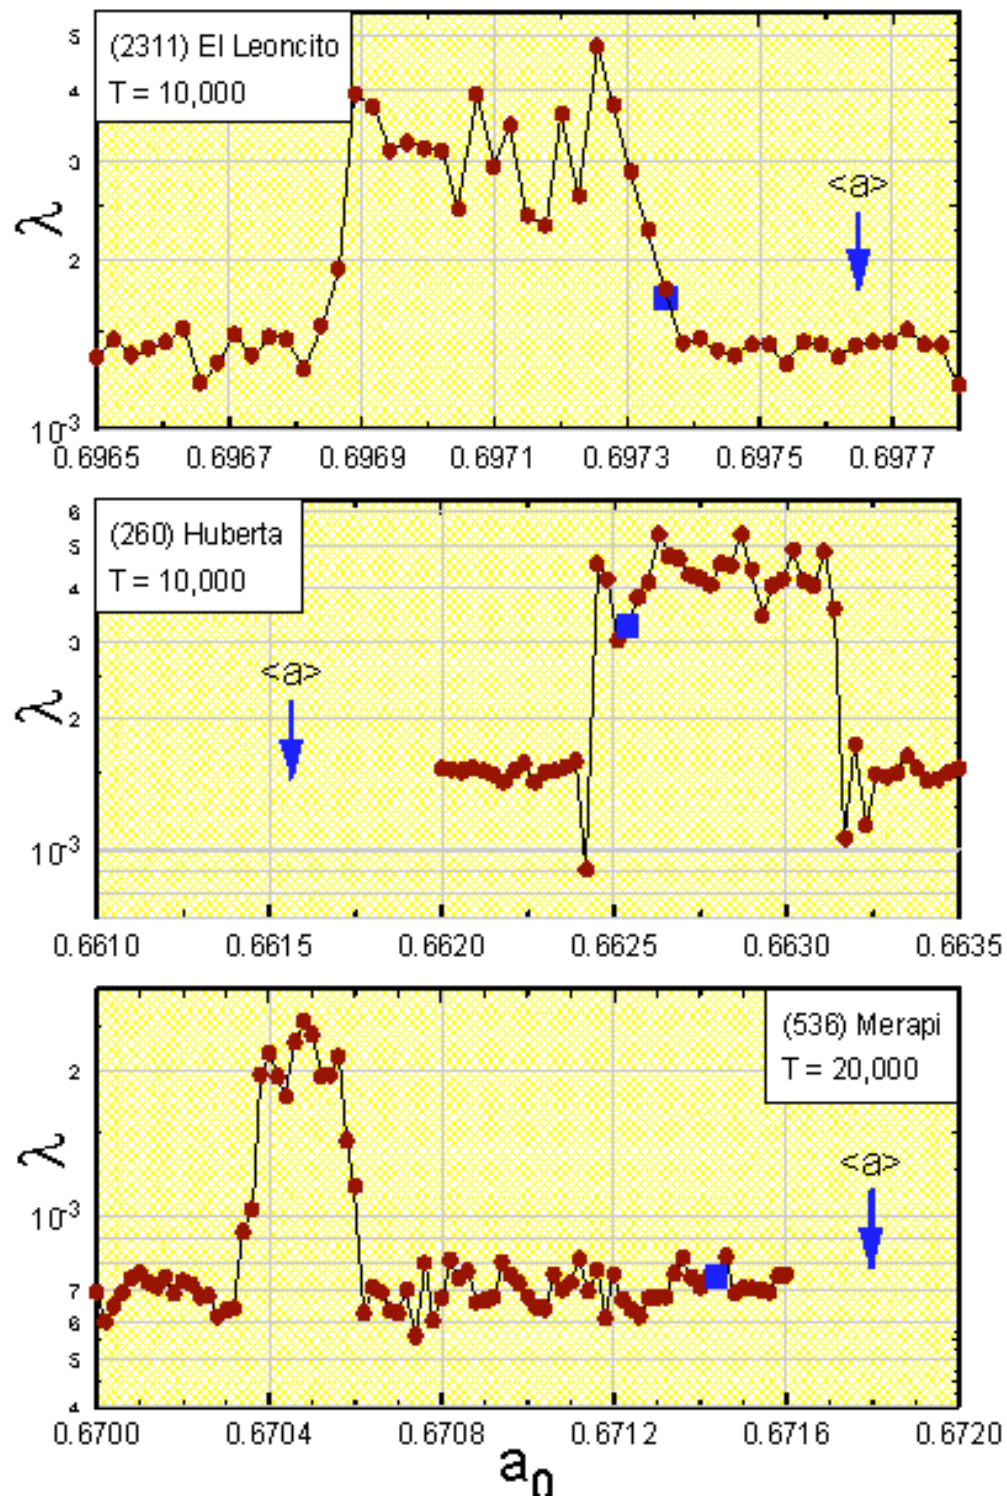 (2311) El Leoncito
T = 10,000
5
4
3
2
10-3
λ
<a>
0.6965 0.6967 0.6969 0.6971 0.6973 0.6975 0.6977
(260) Huberta
T = 10,000
6
5
4
3
2
10-3
λ
<a>
0.6610 0.6615 0.6620 0.6625 0.6630 0.6635
(536) Merapi
T = 20,000
2
10-3
7
6
5
4
λ
<a>
0.6700 0.6704 0.6708 0.6712 0.6716 0.6720
a0